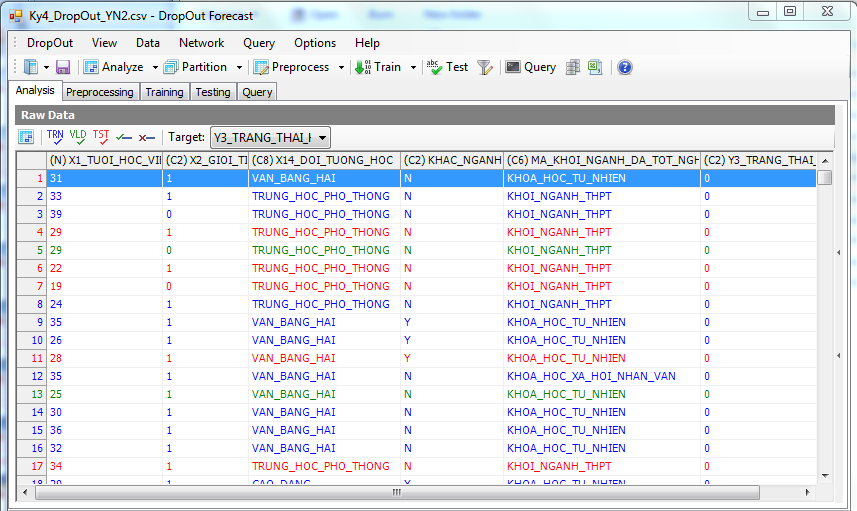 Ky4_DropOut_YN2.csv - DropOut Forecast
DropOut View Data Network Query Options Help
Analyze Partition Preprocess Train Test Query
Analysis Preprocessing Training Testing Query
Raw Data
TRN VLD TST Target: Y3_TRANG_THAI_
(N) X1_TUOI_HOC_VI (C2) X2_GIOI_TI (C8) X14_DOI_TUONG_HOC (C2) KHAC_NGANH (C6) MA_KHOI_NGANH_DA_TOT_NGH (C2) Y3_TRANG_THAI_
1 31 1 VAN_BANG_HAI N KHOA_HOC_TU_NHIEN 0
2 33 1 TRUNG_HOC_PHO_THONG N KHOI_NGANH_THPT 0
3 39 0 TRUNG_HOC_PHO_THONG N KHOI_NGANH_THPT 0
4 29 1 TRUNG_HOC_PHO_THONG N KHOI_NGANH_THPT 0
5 29 0 TRUNG_HOC_PHO_THONG N KHOI_NGANH_THPT 0
6 22 1 TRUNG_HOC_PHO_THONG N KHOI_NGANH_THPT 0
7 19 0 TRUNG_HOC_PHO_THONG N KHOI_NGANH_THPT 0
8 24 1 TRUNG_HOC_PHO_THONG N KHOI_NGANH_THPT 0
9 35 1 VAN_BANG_HAI Y KHOA_HOC_TU_NHIEN 0
10 26 1 VAN_BANG_HAI Y KHOA_HOC_TU_NHIEN 0
11 28 1 VAN_BANG_HAI Y KHOA_HOC_TU_NHIEN 0
12 35 1 VAN_BANG_HAI N KHOA_HOC_XA_HOI_NHAN_VAN 0
13 25 1 VAN_BANG_HAI N KHOA_HOC_TU_NHIEN 0
14 30 1 VAN_BANG_HAI N KHOA_HOC_TU_NHIEN 0
15 36 1 VAN_BANG_HAI N KHOA_HOC_TU_NHIEN 0
16 32 1 VAN_BANG_HAI N KHOA_HOC_TU_NHIEN 0
17 34 1 TRUNG_HOC_PHO_THONG N KHOI_NGANH_THPT 0
18 1 CAO_DANG Y KHOA_HOC_TU_NHIEN 0